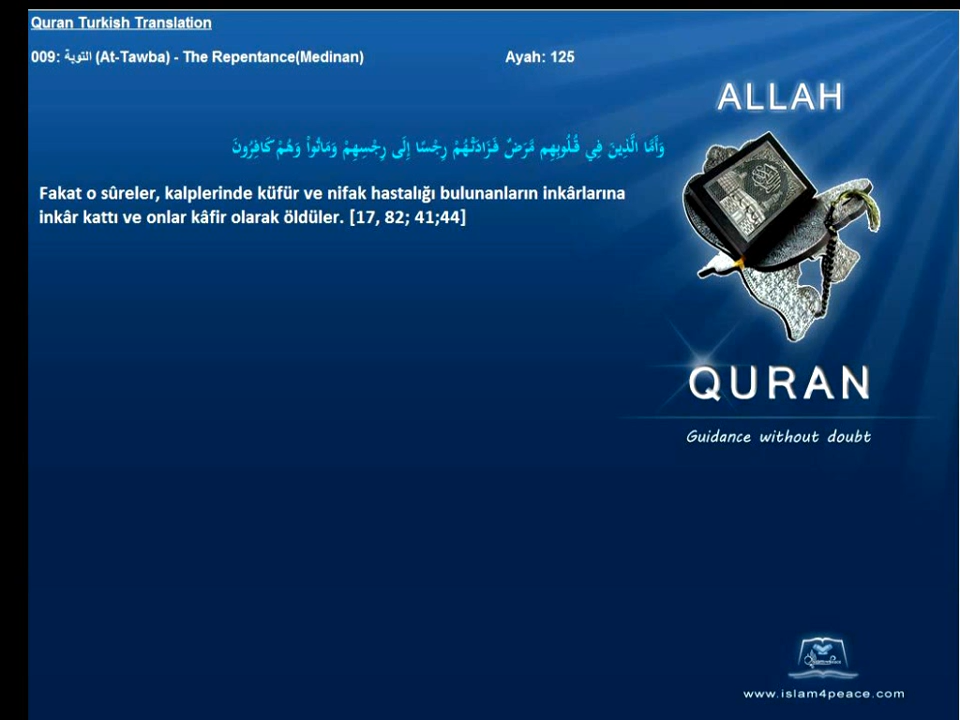 Quran Turkish Translation
009: التوبة (At-Tawba) - The Repentance(Medinan) Ayah: 125
ALLAH
وَأَمَّا الَّذِينَ فِي قُلُوبِهِم مَّرَضٌ فَزَادَتْهُمْ رِجْسًا إِلَى رِجْسِهِمْ وَمَاتُواْ وَهُمْ كَافِرُونَ
Fakat o sûreler, kalplerinde küfür ve nifak hastalığı bulunanların inkârlarına
inkâr kattı ve onlar kâfir olarak öldüler. [17, 82; 41;44]
QURAN
Guidance without doubt
www.islam4peace.com